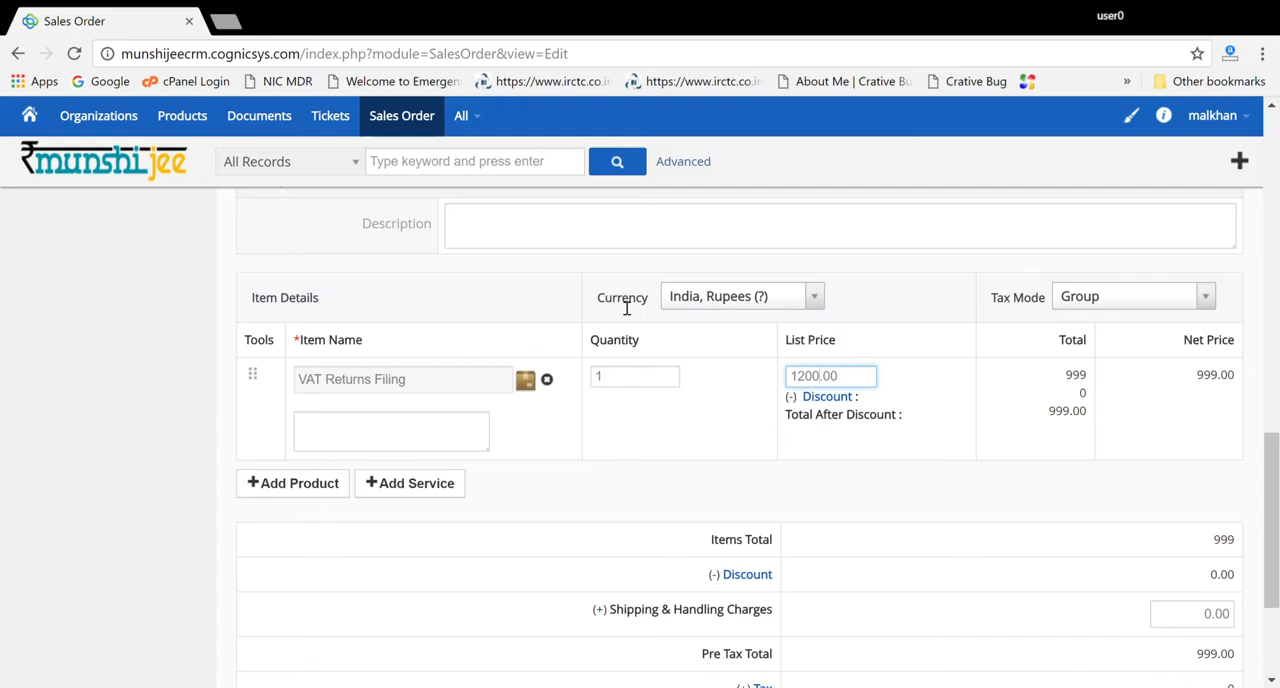 user0
Sales Order
munshijeecrm.cognicsys.com/index.php?module=SalesOrder&view=Edit
Apps Google cPanel Login NIC MDR Welcome to Emergen https://www.irctc.co.in https://www.irctc.co.in About Me | Crative Bu Crative Bug » Other bookmarks
Organizations Products Documents Tickets Sales Order All malkhan
₹munshijee All Records Type keyword and press enter Advanced
Description
Item Details Currency India, Rupees (?) Tax Mode Group
Tools *Item Name Quantity List Price Total Net Price
VAT Returns Filing 1 1200.00 999 999.00
(-) Discount : 0
Total After Discount : 999.00
+Add Product +Add Service
Items Total 999
(-) Discount 0.00
(+) Shipping & Handling Charges 0.00
Pre Tax Total 999.00
(+) Tax 0